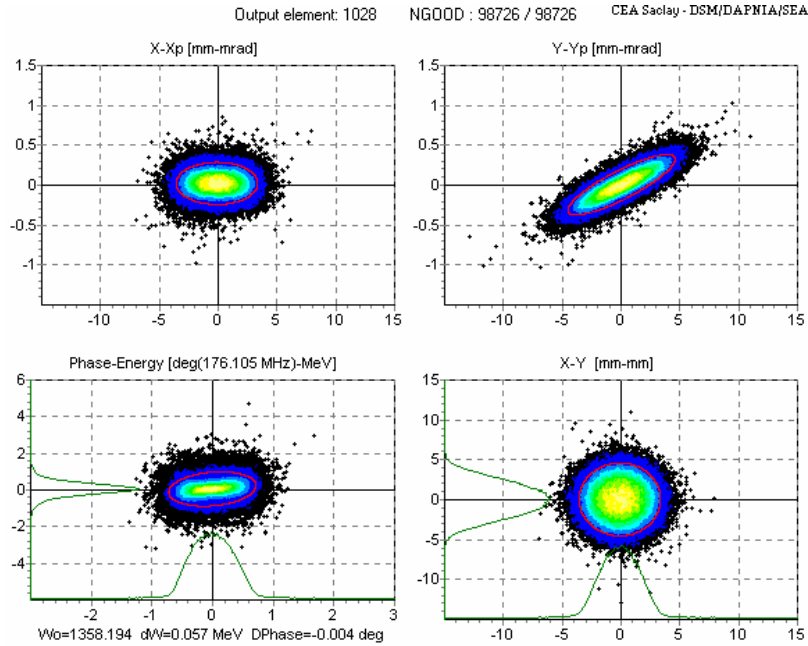 Output element: 1028 NGOOD : 98726 / 98726 CEA Saclay - DSM/DAPNIA/SEA
X-Xp [mm-mrad] Y-Yp [mm-mrad]
1.5 1.5
1 1
0.5 0.5
0 0
-0.5 -0.5
-1 -1
-10 -5 0 5 10 15 -10 -5 0 5 10 15
Phase-Energy [deg(176.105 MHz)-MeV] X-Y [mm-mm]
6 15
4 10
2 5
0 0
-2 -5
-4 -10
-2 -1 0 1 2 3 -10 -5 0 5 10 15
Wo=1358.194 dW=0.057 MeV DPhase=-0.004 deg